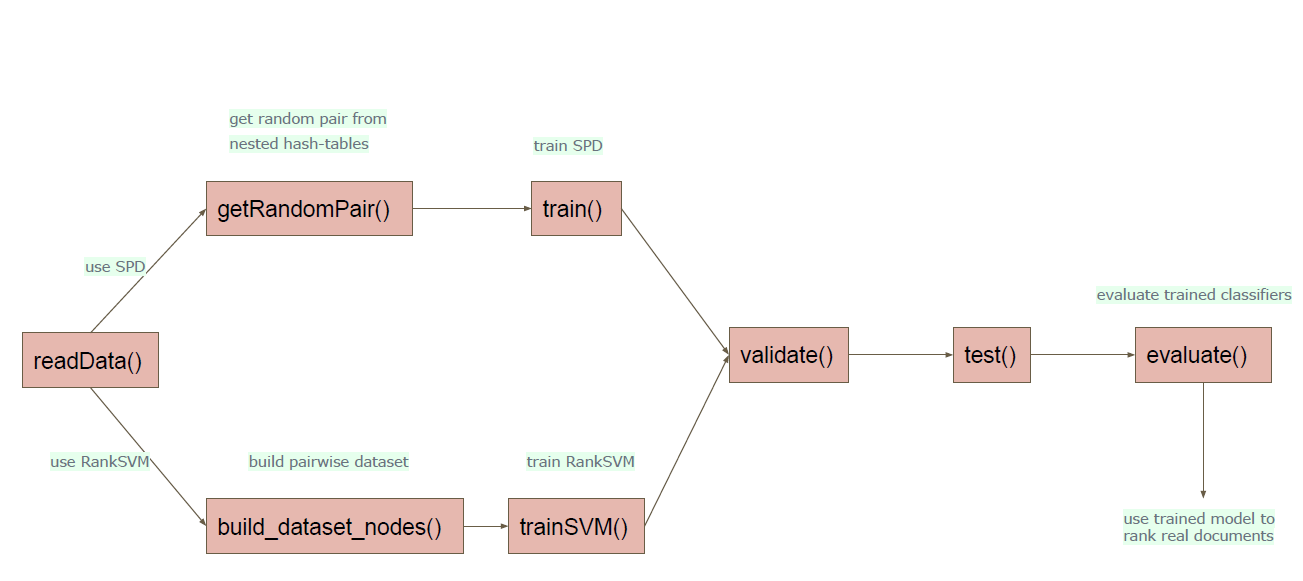 get random pair from
nested hash-tables
train SPD
getRandomPair()
train()
use SPD
evaluate trained classifiers
readData()
validate()
test()
evaluate()
use RankSVM
build pairwise dataset
train RankSVM
build_dataset_nodes()
trainSVM()
use trained model to
rank real documents